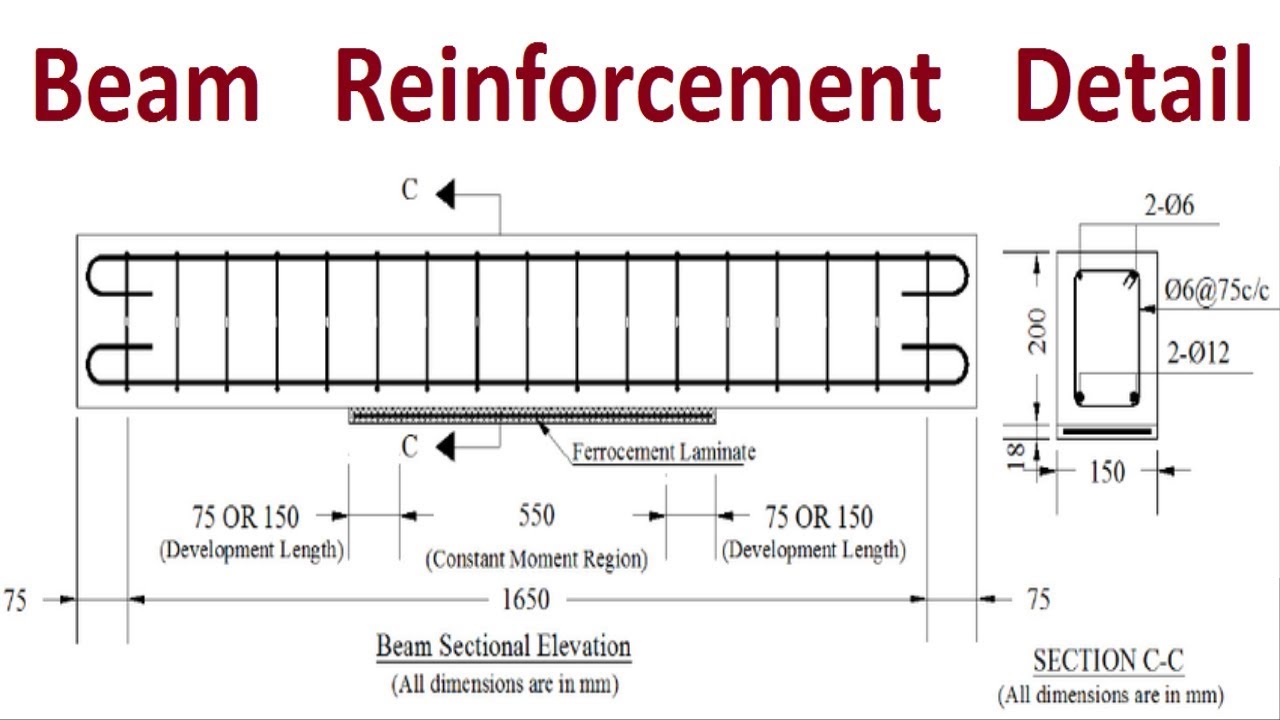 Beam Reinforcement Detail
C
2-Ø6
Ø6@75c/c
200
2-Ø12
C
Ferrocement Laminate
18
150
75 OR 150
550
75 OR 150
(Development Length)
(Constant Moment Region)
(Development Length)
75
1650
75
Beam Sectional Elevation
(All dimensions are in mm)
SECTION C-C
(All dimensions are in mm)